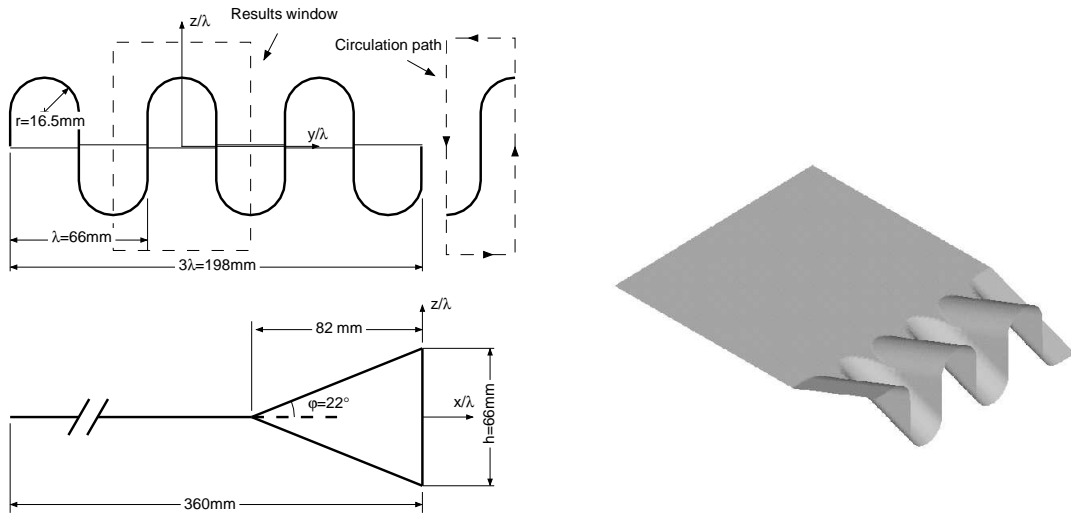 z/λ
Results window
Circulation path
r=16.5mm
y/λ
λ=66mm
3λ=198mm
z/λ
82 mm
φ=22°
x/λ
h=66mm
360mm